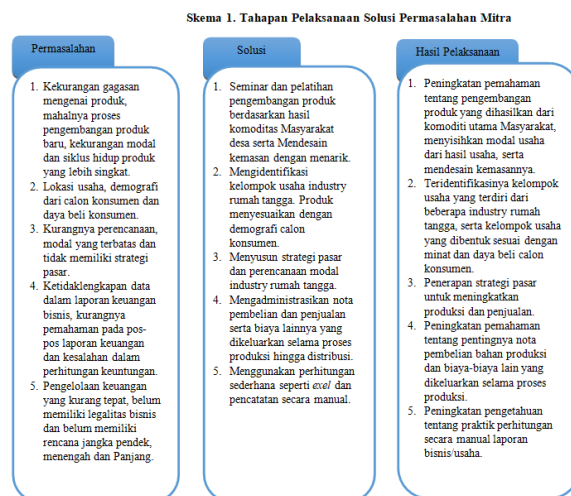 Skema 1. Tahapan Pelaksanaan Solusi Permasalahan Mitra
Permasalahan
1. Kekurangan gagasan
mengenai produk,
mahalnya proses
pengembangan produk
baru, kekurangan modal
dan siklus hidup produk
yang lebih singkat.
2. Lokasi usaha, demografi
dari calon konsumen dan
daya beli konsumen.
3. Kurangnya perencanaan,
modal yang terbatas dan
tidak memiliki strategi
pasar.
4. Ketidaklengkapan data
dalam laporan keuangan
bisnis, kurangnya
pemahaman pada pos-
pos laporan keuangan
dan kesalahan dalam
perhitungan keuntungan.
5. Pengelolaan keuangan
yang kurang tepat, belum
memiliki legalitas bisnis
dan belum memiliki
rencana jangka pendek,
menengah dan Panjang.
Solusi
1. Seminar dan pelatihan
pengembangan produk
berdasarkan hasil
komoditas Masyarakat
desa serta Mendesain
kemasan dengan menarik.
2. Mengidentifikasi
kelompok usaha industry
rumah tangga. Produk
menyesuaikan dengan
demografi calon
konsumen.
3. Menyusun strategi pasar
dan perencanaan modal
industry rumah tangga.
4. Mengadministrasikan nota
pembelian dan penjualan
serta biaya lainnya yang
dikeluarkan selama proses
produksi hingga distribusi.
5. Menggunakan perhitungan
sederhana seperti exel dan
pencatatan secara manual.
Hasil Pelaksanaan
1. Peningkatan pemahaman
tentang pengembangan
produk yang dihasilkan dari
komoditi utama Masyarakat,
menyisihkan modal usaha
dari hasil usaha, serta
mendesain kemasannya.
2. Teridentifikasinya kelompok
usaha yang terdiri dari
beberapa industry rumah
tangga, serta kelompok usaha
yang dibentuk sesuai dengan
minat dan daya beli calon
konsumen.
3. Penerapan strategi pasar
untuk meningkatkan
produksi dan penjualan.
4. Peningkatan pemahaman
tentang pentingnya nota
pembelian bahan produksi
dan biaya-biaya lain yang
dikeluarkan selama proses
produksi.
5. Peningkatan pengetahuan
tentang praktik perhitungan
secara manual laporan
bisnis/usaha.